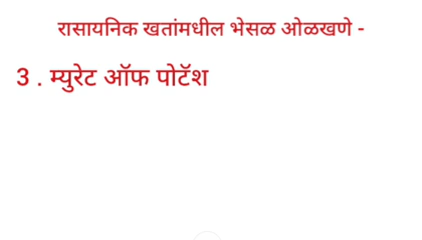 रासायनिक खतांमधील भेसळ ओळखणे -
3 . म्युरेट ऑफ पोटॅश